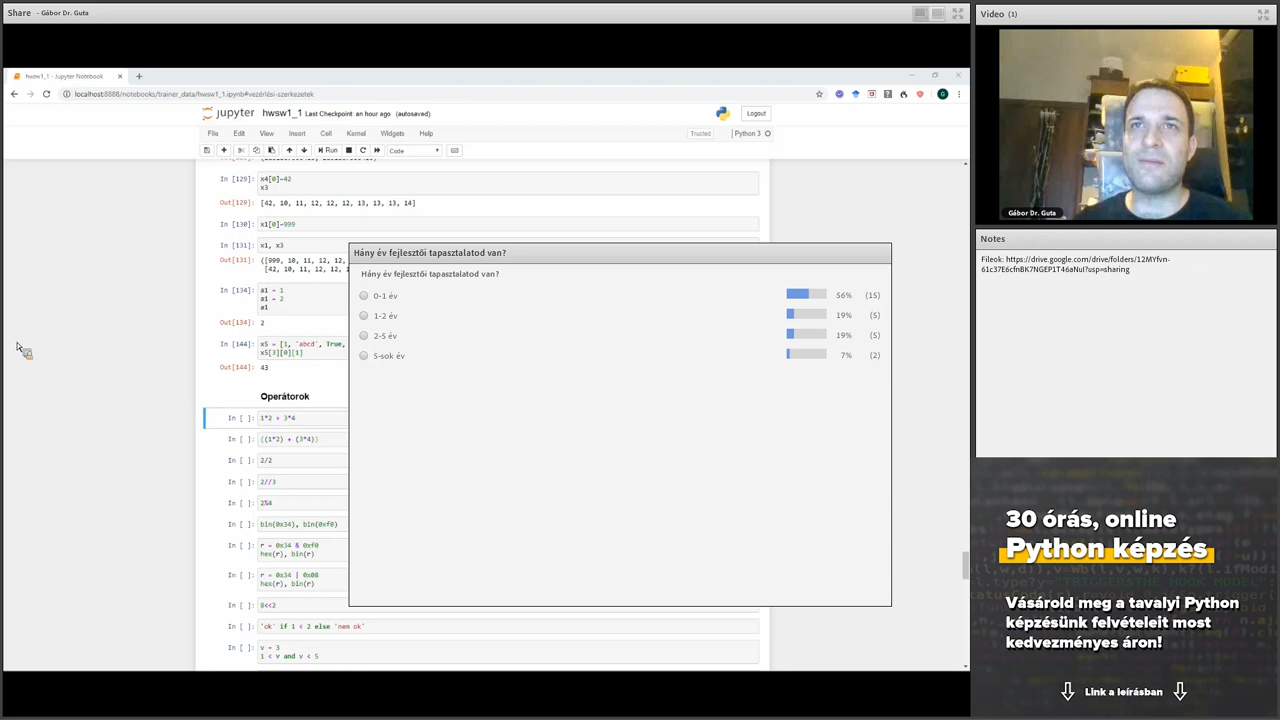 Share - Gábor Dr. Guta
hwsw1_1 - Jupyter Notebook
localhost:8888/notebooks/trainer_data/hwsw1_1.ipynb#vezérlési-szerkezetek
jupyter hwsw1_1 Last Checkpoint: an hour ago (autosaved)
Logout
File Edit View Insert Cell Kernel Widgets Help
Trusted Python 3
Run Code
In [129]: x4[0]=42
x3
Out[129]: [42, 10, 11, 12, 12, 12, 13, 13, 13, 14]
In [130]: x1[0]=999
In [131]: x1, x3
Out[131]: ([999, 10, 11, 12, 12,
[42, 10, 11, 12, 12, 1
In [134]: a1 = 1
a1 = 2
a1
Out[134]: 2
In [144]: x5 = [1, 'abcd', True,
x5[3][0][1]
Out[144]: 43
Operátorok
In [ ]: 1*2 + 3*4
In [ ]: ((1*2) + (3*4))
In [ ]: 2/2
In [ ]: 2//3
In [ ]: 2%4
In [ ]: bin(0x34), bin(0xf0)
In [ ]: r = 0x34 & 0xf0
hex(r), bin(r)
In [ ]: r = 0x34 | 0x08
hex(r), bin(r)
In [ ]: 8<<2
In [ ]: 'ok' if 1 < 2 else 'nem ok'
In [ ]: v = 3
1 < v and v < 5
Hány év fejlesztői tapasztalatod van?
Hány év fejlesztői tapasztalatod van?
0-1 év 56% (15)
1-2 év 19% (5)
2-5 év 19% (5)
5-sok év 7% (2)
Video (1)
Gábor Dr. Guta
Notes
Fileok: https://drive.google.com/drive/folders/12MYfvn-
61c37E6cfnBK7NGEP1T46aNuI?usp=sharing
30 órás, online
Python képzés
Vásárold meg a tavalyi Python
képzésünk felvételeit most
kedvezményes áron!
Link a leírásban